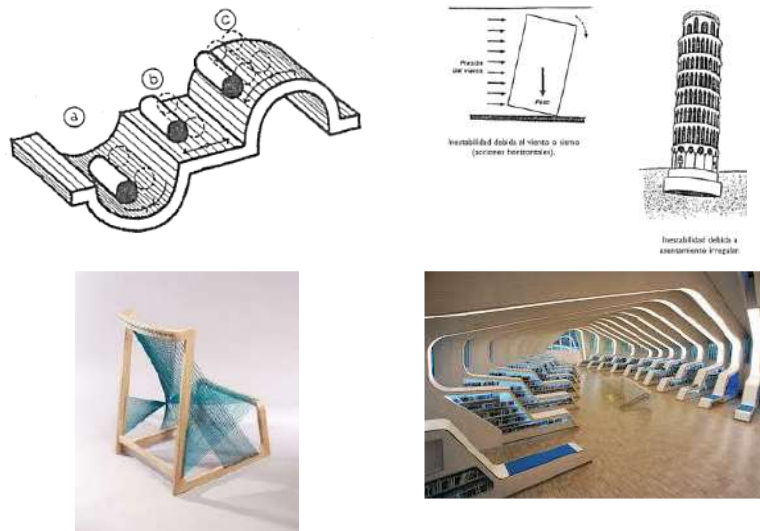 a
b
c
Presión
del viento
Peso
Inestabilidad debida al viento o sismo
(acciones horizontales).
Inestabilidad debida a
asentamiento irregular.